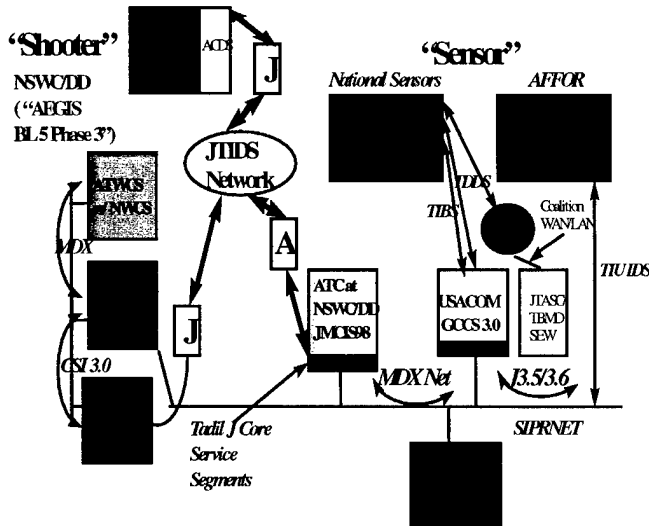 “Shooter”
NSWC/DD
( “AEGIS
BL 5 Phase 3”)
ACDS
J
“Sensor”
National Sensors
AFFOR
JTIDS
Network
ATWCS
w/ NWCS
MDX
CSI 3.0
J
A
ATC at
NSWC/DD
JMCIS98
TDDS
TIBS
Coalition
WAN/LAN
USACOM
GCCS 3.0
JTASC
TBMD
SEW
MDX Net
J3.5/3.6
SIPRNET
Tadil J Core
Service
Segments